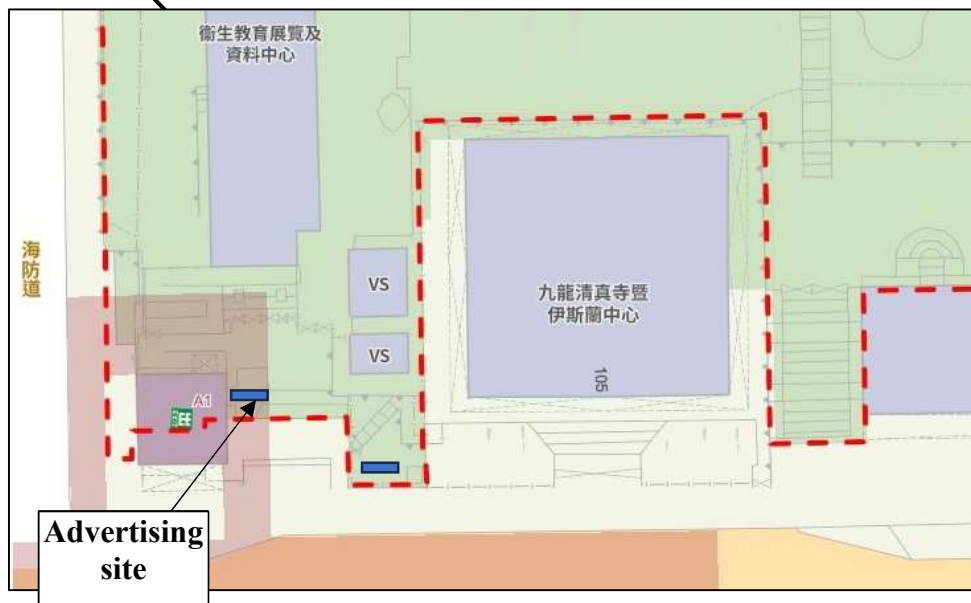 衞生教育展覽及
資料中心
海防道
VS
九龍清真寺暨
伊斯蘭中心
VS
105
A1
Advertising
site